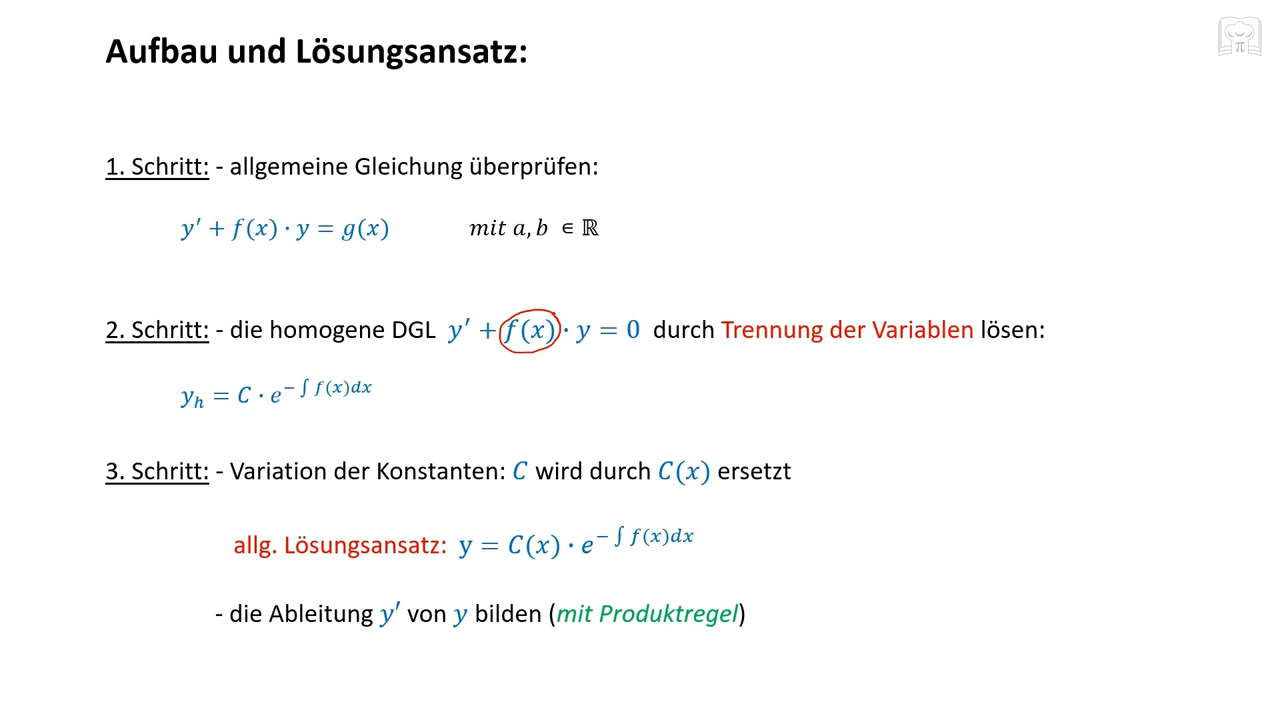 Aufbau und Lösungsansatz:
1. Schritt: - allgemeine Gleichung überprüfen:
y′ + f(x) · y = g(x) mit a, b ∈ ℝ
2. Schritt: - die homogene DGL y′ + f(x) · y = 0 durch Trennung der Variablen lösen:
y_h = C · e^{− ∫ f(x)dx}
3. Schritt: - Variation der Konstanten: C wird durch C(x) ersetzt
allg. Lösungsansatz: y = C(x) · e^{− ∫ f(x)dx}
- die Ableitung y′ von y bilden (mit Produktregel)
π